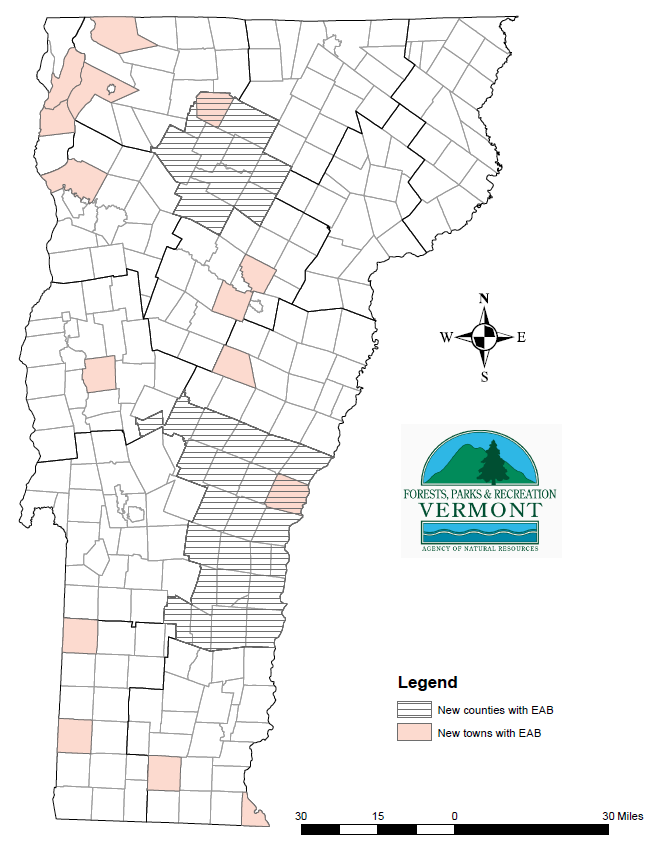 N
W E
S
FORESTS, PARKS & RECREATION
VERMONT
AGENCY OF NATURAL RESOURCES
Legend
New counties with EAB
New towns with EAB
30 15 0 30 Miles